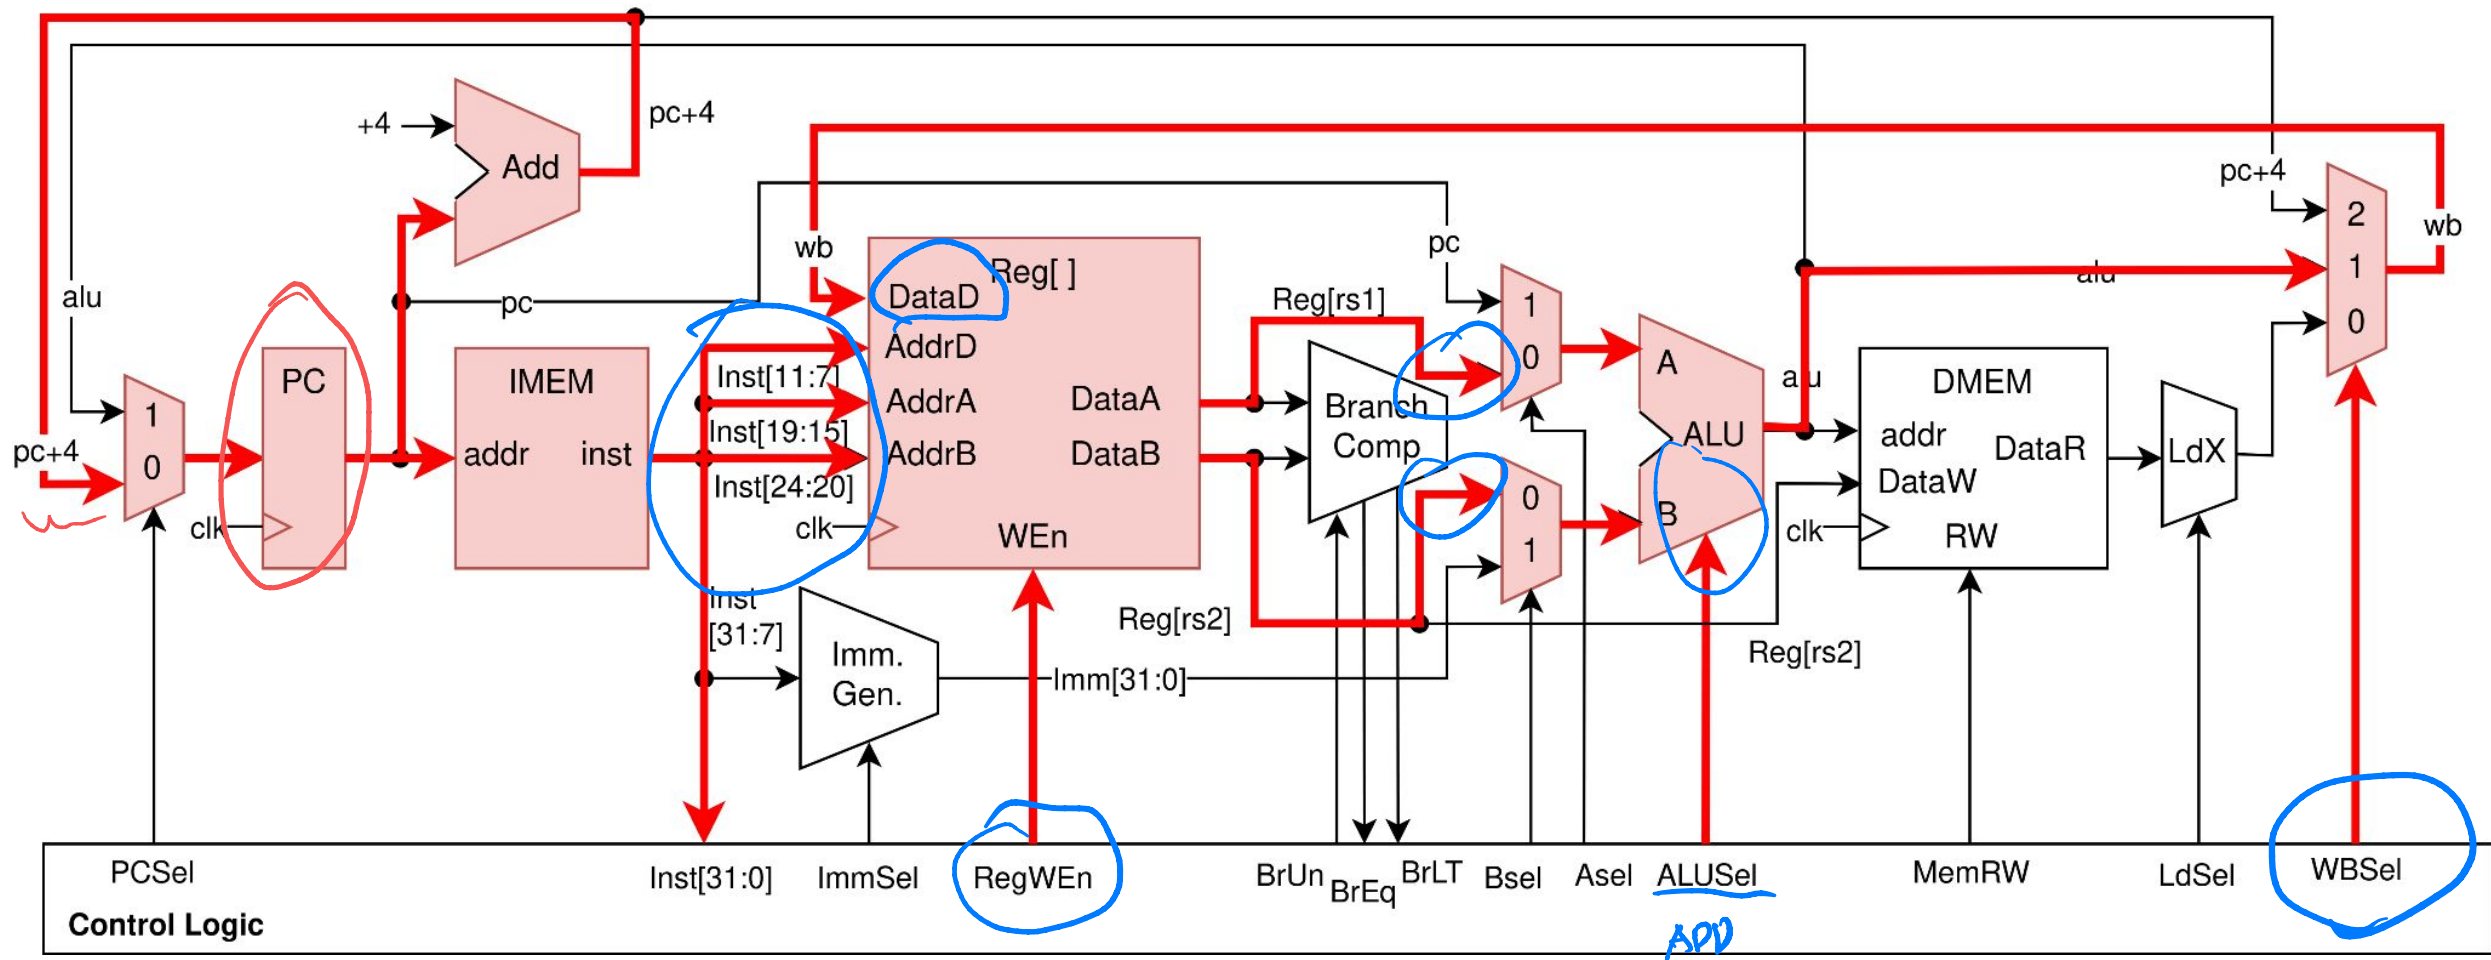 +4
Add
pc+4
pc+4
alu
pc
wb
Reg[ ]
DataD
AddrD
AddrA
AddrB
DataA
DataB
WEn
clk
PC
clk
IMEM
addr
inst
1
0
pc+4
Inst[11:7]
Inst[19:15]
Inst[24:20]
Inst
[31:7]
Imm.
Gen.
Imm[31:0]
Reg[rs1]
Reg[rs2]
Branch
Comp
pc
1
0
0
1
A
B
ALU
alu
alu
DMEM
addr
DataR
DataW
RW
clk
Reg[rs2]
LdX
2
1
0
wb
PCSel
Inst[31:0]
ImmSel
RegWEn
BrUn
BrEq
BrLT
Bsel
Asel
ALUSel
MemRW
LdSel
WBSel
Control Logic
ADD